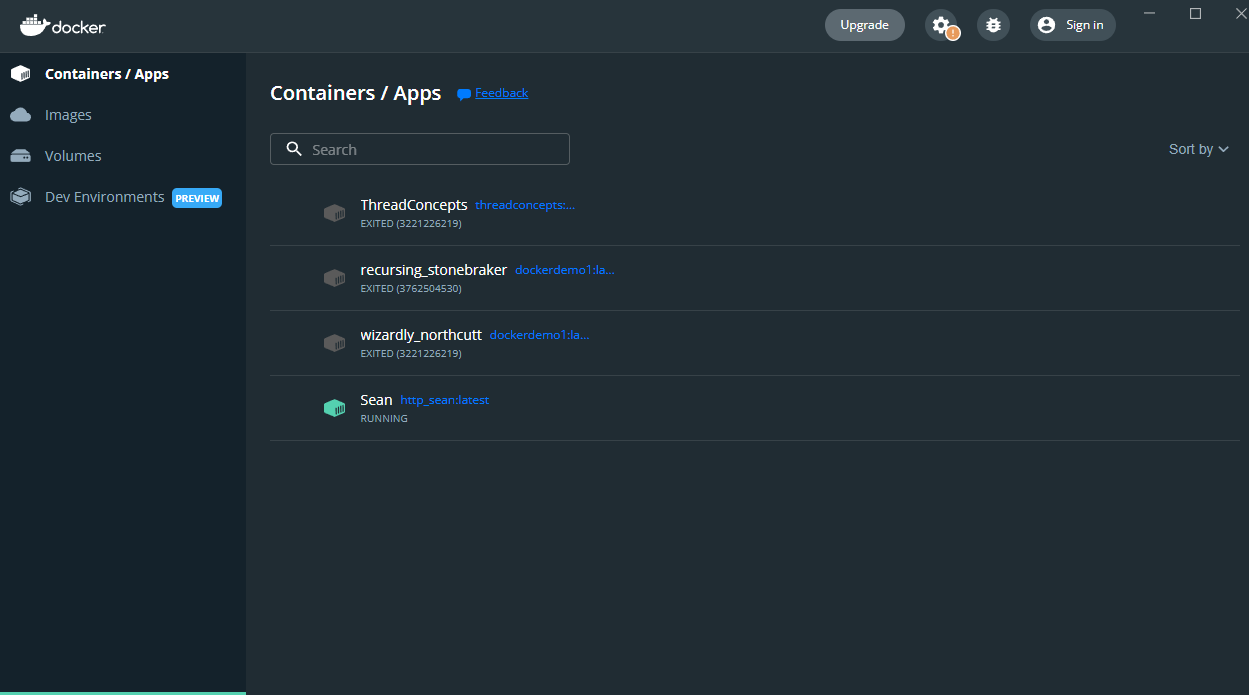 docker
Upgrade
Sign in
Containers / Apps
Images
Volumes
Dev Environments PREVIEW
Containers / Apps Feedback
Search
Sort by
ThreadConcepts threadconcepts:...
EXITED (3221226219)
recursing_stonebraker dockerdemo1:la...
EXITED (3762504530)
wizardly_northcutt dockerdemo1:la...
EXITED (3221226219)
Sean http_sean:latest
RUNNING